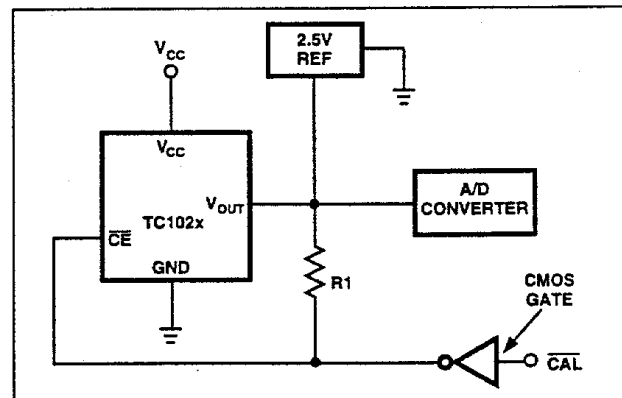 2.5V
REF
VCC
VCC
VOUT
TC102x
CE
GND
R1
A/D
CONVERTER
CMOS
GATE
CAL